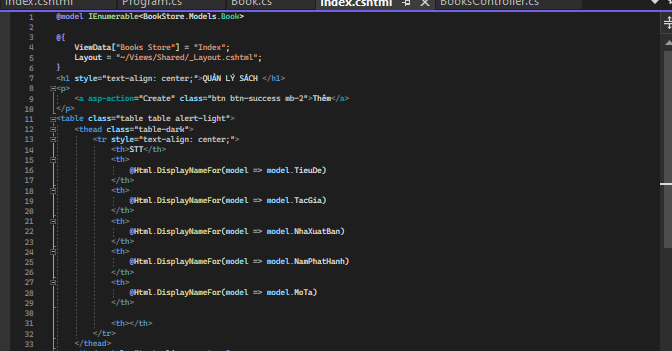 Index.cshtml Program.cs Book.cs Index.cshtml BooksController.cs
1 @model IEnumerable<BookStore.Models.Book>
2
3 @{
4 ViewData["Books Store"] = "Index";
5 Layout = "~/Views/Shared/_Layout.cshtml";
6 }
7 <h1 style="text-align: center;">QUẢN LÝ SÁCH </h1>
8 <p>
9 <a asp-action="Create" class="btn btn-success mb-2">Thêm</a>
10 </p>
11 <table class="table table alert-light">
12 <thead class="table-dark">
13 <tr style="text-align: center;">
14 <th>STT</th>
15 <th>
16 @Html.DisplayNameFor(model => model.TieuDe)
17 </th>
18 <th>
19 @Html.DisplayNameFor(model => model.TacGia)
20 </th>
21 <th>
22 @Html.DisplayNameFor(model => model.NhaXuatBan)
23 </th>
24 <th>
25 @Html.DisplayNameFor(model => model.NamPhatHanh)
26 </th>
27 <th>
28 @Html.DisplayNameFor(model => model.MoTa)
29 </th>
30
31 <th></th>
32 </tr>
33 </thead>